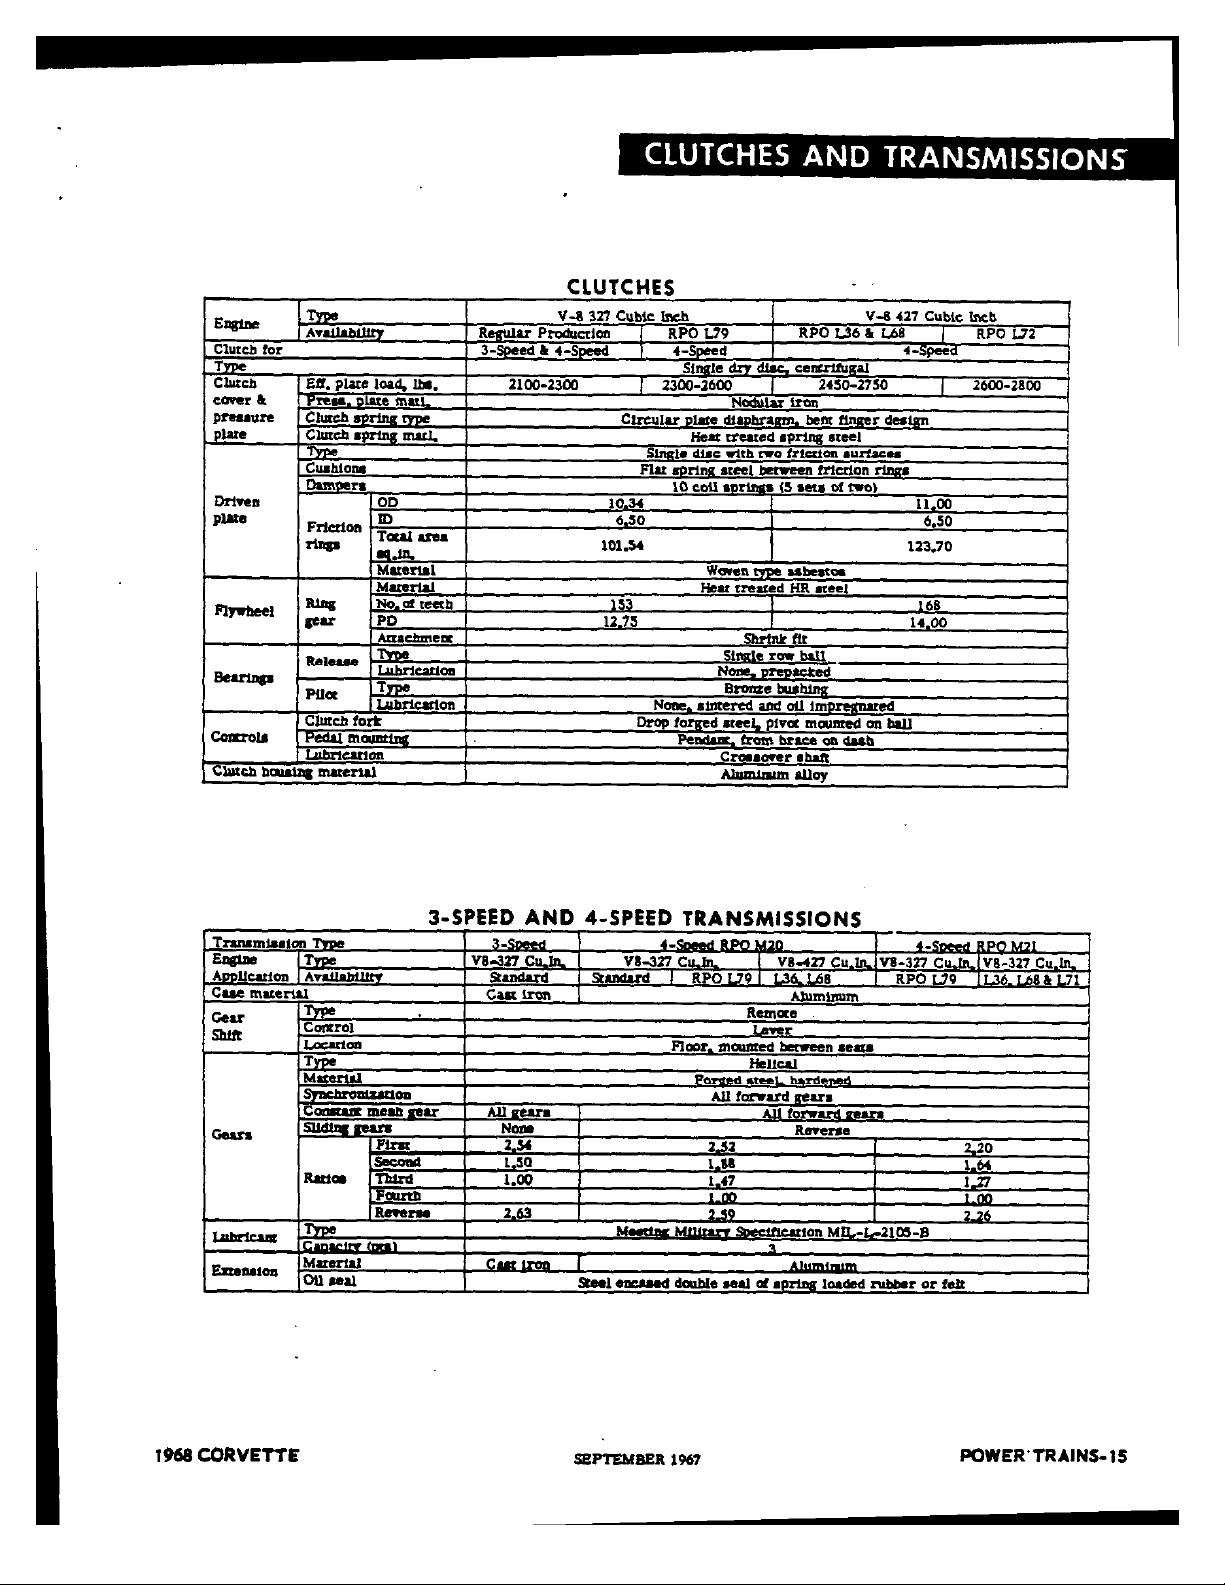 CLUTCHES AND TRANSMISSIONS
CLUTCHES
Engine Type V-8 327 Cubic Inch V-8 427 Cubic Inch
Availability Regular Production RPO L79 RPO L36 & L68 RPO L72
Clutch for 3-Speed & 4-Speed 4-Speed 4-Speed
Type Single dry disc, centrifugal
Clutch Eff. plate load, lbs. 2100-2300 2300-2600 2450-2750 2600-2800
cover & Press. plate matl. Nodular iron
pressure Clutch spring type Circular plate diaphragm, bent finger design
plate Clutch spring matl. Heat treated spring steel
Type Single disc with two friction surfaces
Cushions Flat spring steel between friction rings
Dampers 10 coil springs (5 sets of two)
Driven OD 10.34 11.00
plate ID 6.50 6.50
Friction Total area
rings sq.in. 101.54 123.70
Material Woven type asbestos
Material Heat treated HR steel
Flywheel Ring No. of teeth 153 168
gear PD 12.75 14.00
Attachment Shrink fit
Release Type Single row ball
Bearings Lubrication None, prepacked
Pilot Type Bronze bushing
Lubrication None, sintered and oil impregnated
Clutch fork Drop forged steel, pivot mounted on ball
Controls Pedal mounting Pendant, from brace on dash
Lubrication Crossover shaft
Clutch housing material Aluminum alloy
3-SPEED AND 4-SPEED TRANSMISSIONS
Transmission Type 3-Speed 4-Speed RPO M20 4-Speed RPO M21
Engine Type V8-327 Cu.In. V8-327 Cu.In. V8-427 Cu.In. V8-327 Cu.In. V8-327 Cu.In.
Application Availability Standard Standard RPO L79 L36, L68 RPO L79 L36, L68 & L71
Case material Cast iron Aluminum
Gear Type Remote
Shift Control Lever
Location Floor, mounted between seats
Type Helical
Material Forged steel, hardened
Synchronization All forward gears
Constant mesh gear All gears All forward gears
Gears Sliding gears None Reverse
First 2.54 2.52 2.20
Second 1.50 1.88 1.64
Ratios Third 1.00 1.47 1.27
Fourth 1.00 1.00
Reverse 2.63 2.59 2.26
Lubricant Type Meeting Military Specification MIL-L-2105-B
Capacity (pts) 3
Extension Material Cast iron Aluminum
Oil seal Steel encased double seal of spring loaded rubber or felt
1968 CORVETTE SEPTEMBER 1967 POWER TRAINS-15